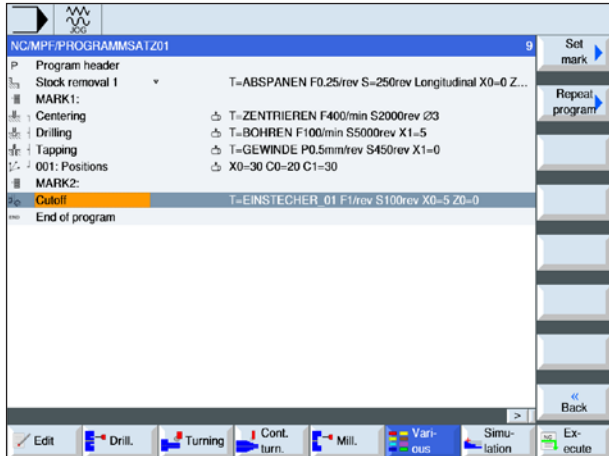 JOG
NC/MPF/PROGRAMMSATZ01 9
P Program header
Stock removal 1 T=ABSPANEN F0.25/rev S=250rev Longitudinal X0=0 Z...
MARK1:
Centering T=ZENTRIEREN F400/min S2000rev Ø3
Drilling T=BOHREN F100/min S5000rev X1=5
Tapping T=GEWINDE P0.5mm/rev S450rev X1=0
001: Positions X0=30 C0=20 C1=30
MARK2:
Cutoff T=EINSTECHER_01 F1/rev S100rev X0=5 Z0=0
END End of program
>
Set
mark
Repeat
program
«
Back
Edit
Drill.
Turning
Cont.
turn.
Mill.
Vari-
ous
Simu-
lation
NC
Ex-
ecute